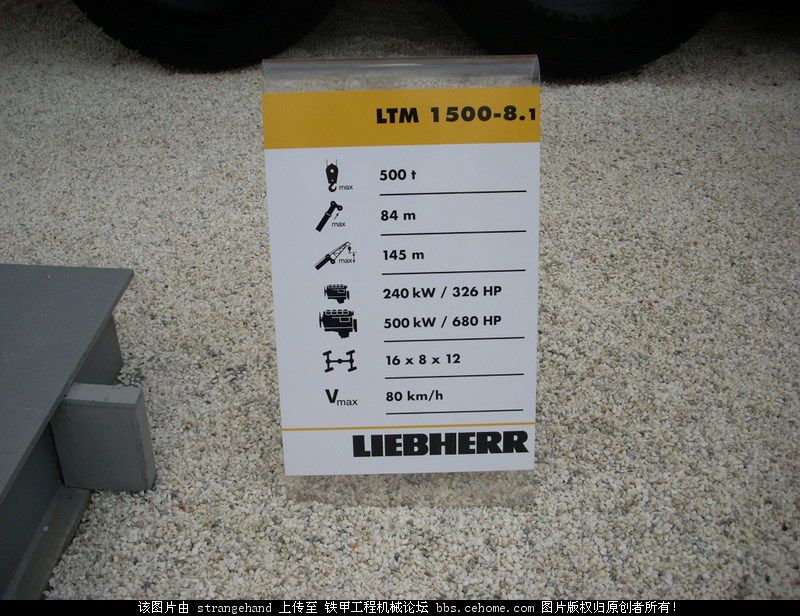 LTM 1500-8.1
max
500 t
max
84 m
max
145 m
240 kW / 326 HP
500 kW / 680 HP
16 x 8 x 12
Vmax
80 km/h
LIEBHERR
该图片由 strangehand 上传至 铁甲工程机械论坛 bbs.cehome.com 图片版权归原创者所有!